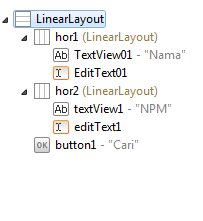 LinearLayout
hor1 (LinearLayout)
Ab TextView01 - "Nama"
EditText01
hor2 (LinearLayout)
Ab textView1 - "NPM"
editText1
OK button1 - "Cari"